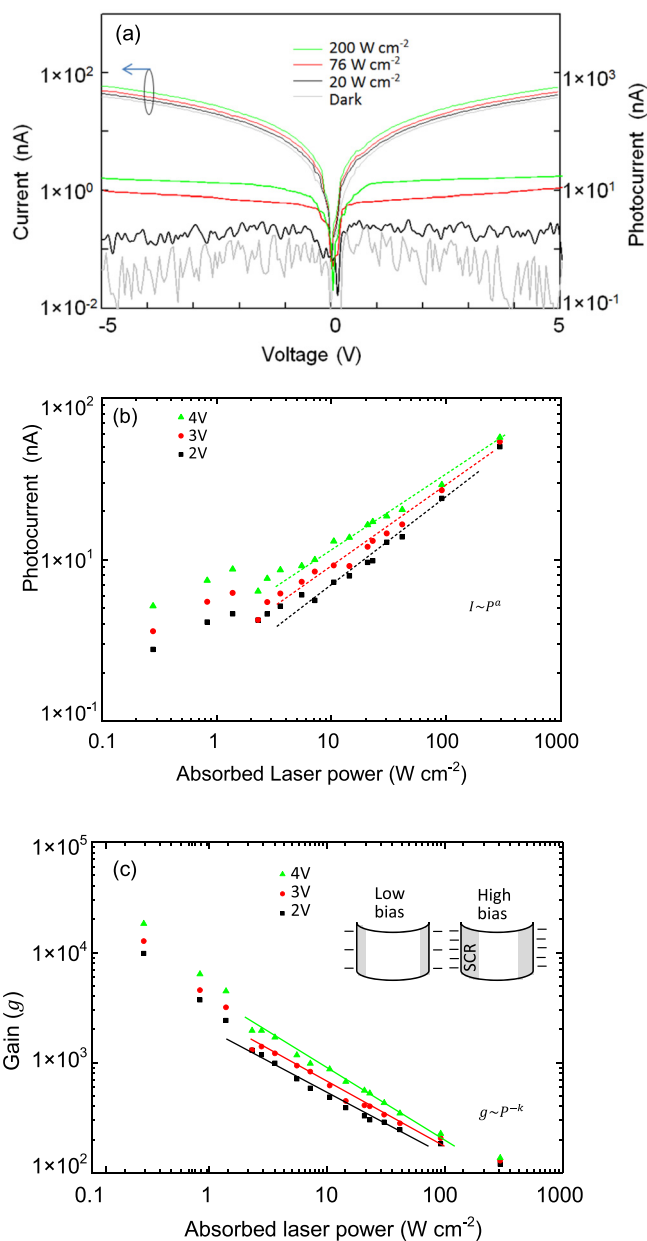 (a)
200 W cm⁻²
76 W cm⁻²
20 W cm⁻²
Dark
1×10²
1×10⁰
1×10⁻²
Current (nA)
1×10³
1×10¹
1×10⁻¹
Photocurrent (nA)
-5
0
5
Voltage (V)
(b)
4V
3V
2V
1×10²
1×10¹
1×10⁻¹
Photocurrent (nA)
I~Pᵃ
0.1
1
10
100
1000
Absorbed Laser power (W cm⁻²)
(c)
4V
3V
2V
Low
bias
High
bias
SCR
1×10⁵
1×10⁴
1×10³
1×10²
Gain (g)
g~P⁻ᵏ
0.1
1
10
100
1000
Absorbed laser power (W cm⁻²)